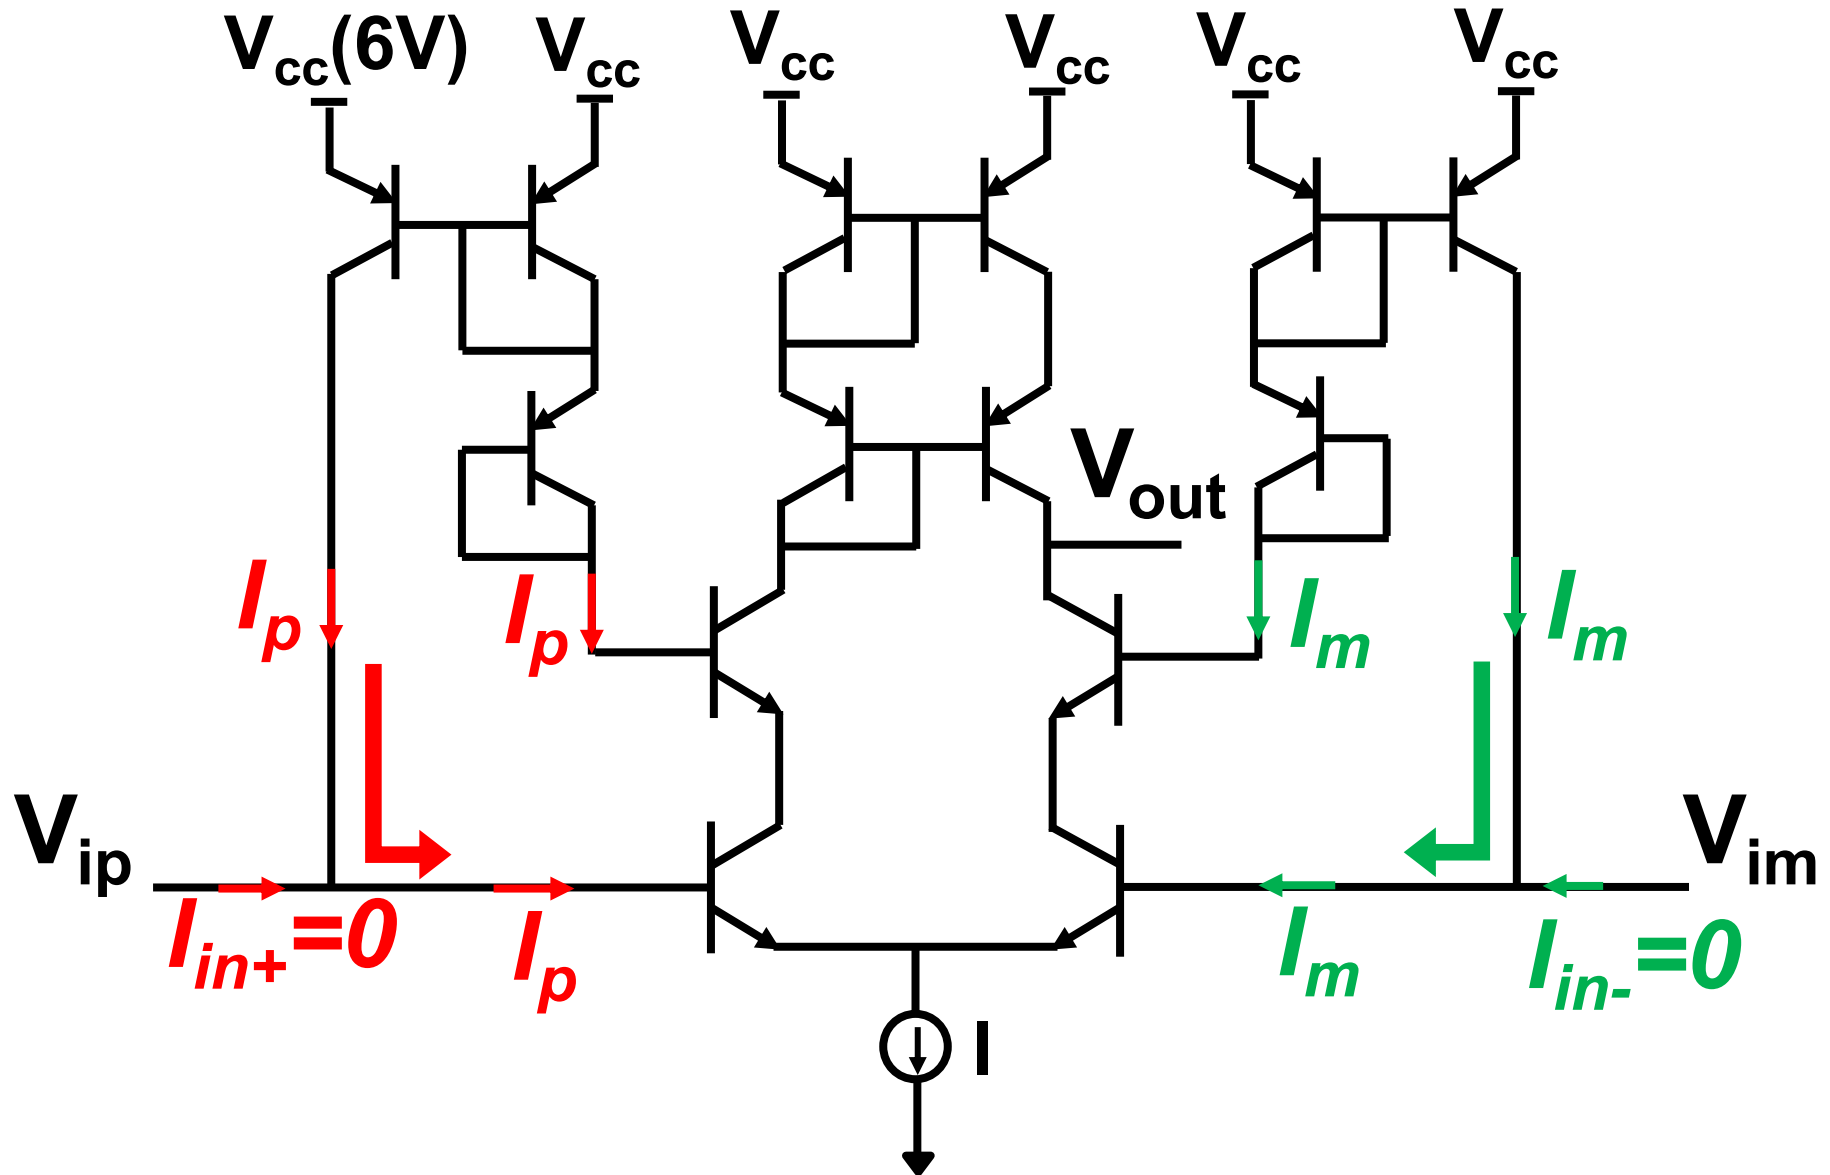 Vcc(6V) Vcc Vcc Vcc Vcc Vcc
Vout
Ip Ip Im Im
Vip Vim
Iin+=0 Ip Im Iin-=0
I